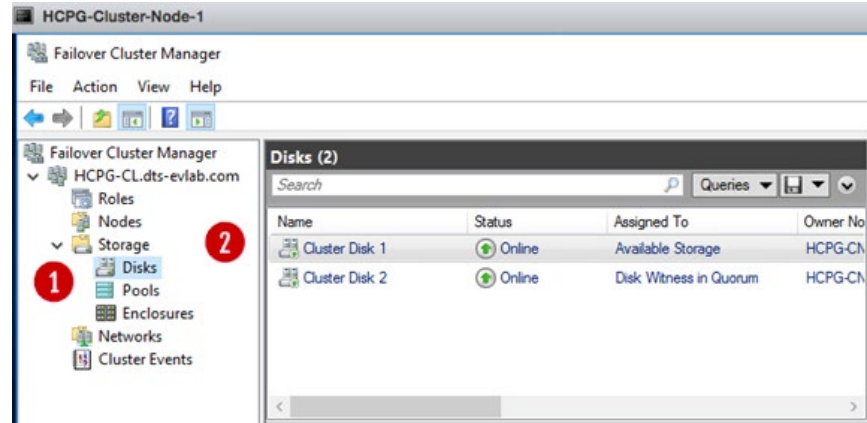 HCPG-Cluster-Node-1
Failover Cluster Manager
File Action View Help
Failover Cluster Manager
HCPG-CL.dts-evlab.com
Roles
Nodes
Storage
Disks
Pools
Enclosures
Networks
Cluster Events
1
2
Disks (2)
Search Queries
Name Status Assigned To Owner No
Cluster Disk 1 Online Available Storage HCPG-CN
Cluster Disk 2 Online Disk Witness in Quorum HCPG-CN